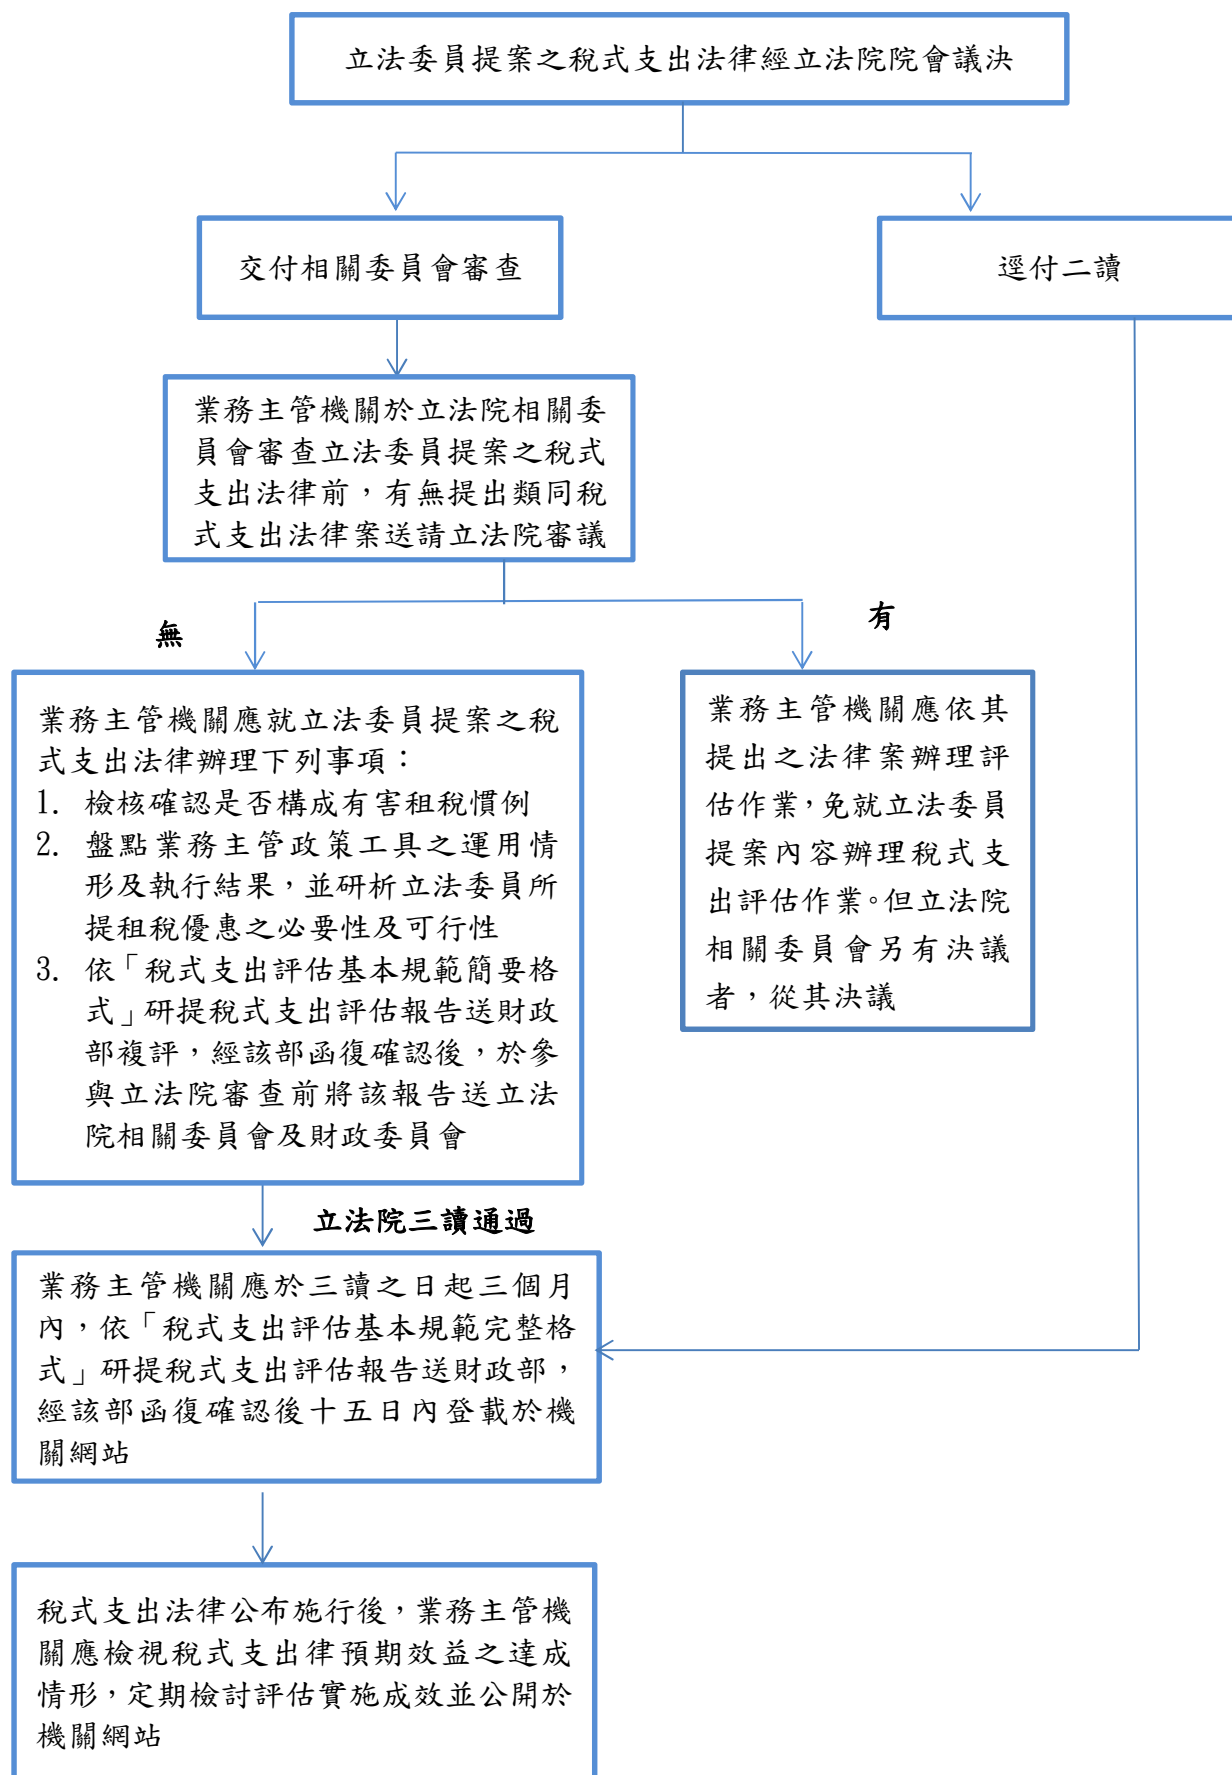 立法委員提案之稅式支出法律經立法院院會議決
交付相關委員會審查
逕付二讀
業務主管機關於立法院相關委
員會審查立法委員提案之稅式
支出法律前，有無提出類同稅
式支出法律案送請立法院審議
無
有
業務主管機關應就立法委員提案之稅
式支出法律辦理下列事項：
1. 檢核確認是否構成有害租稅慣例
2. 盤點業務主管政策工具之運用情
形及執行結果，並研析立法委員所
提租稅優惠之必要性及可行性
3. 依「稅式支出評估基本規範簡要格
式」研提稅式支出評估報告送財政
部複評，經該部函復確認後，於參
與立法院審查前將該報告送立法
院相關委員會及財政委員會
業務主管機關應依其
提出之法律案辦理評
估作業，免就立法委員
提案內容辦理稅式支
出評估作業。但立法院
相關委員會另有決議
者，從其決議
立法院三讀通過
業務主管機關應於三讀之日起三個月
內，依「稅式支出評估基本規範完整格
式」研提稅式支出評估報告送財政部，
經該部函復確認後十五日內登載於機
關網站
稅式支出法律公布施行後，業務主管機
關應檢視稅式支出律預期效益之達成
情形，定期檢討評估實施成效並公開於
機關網站